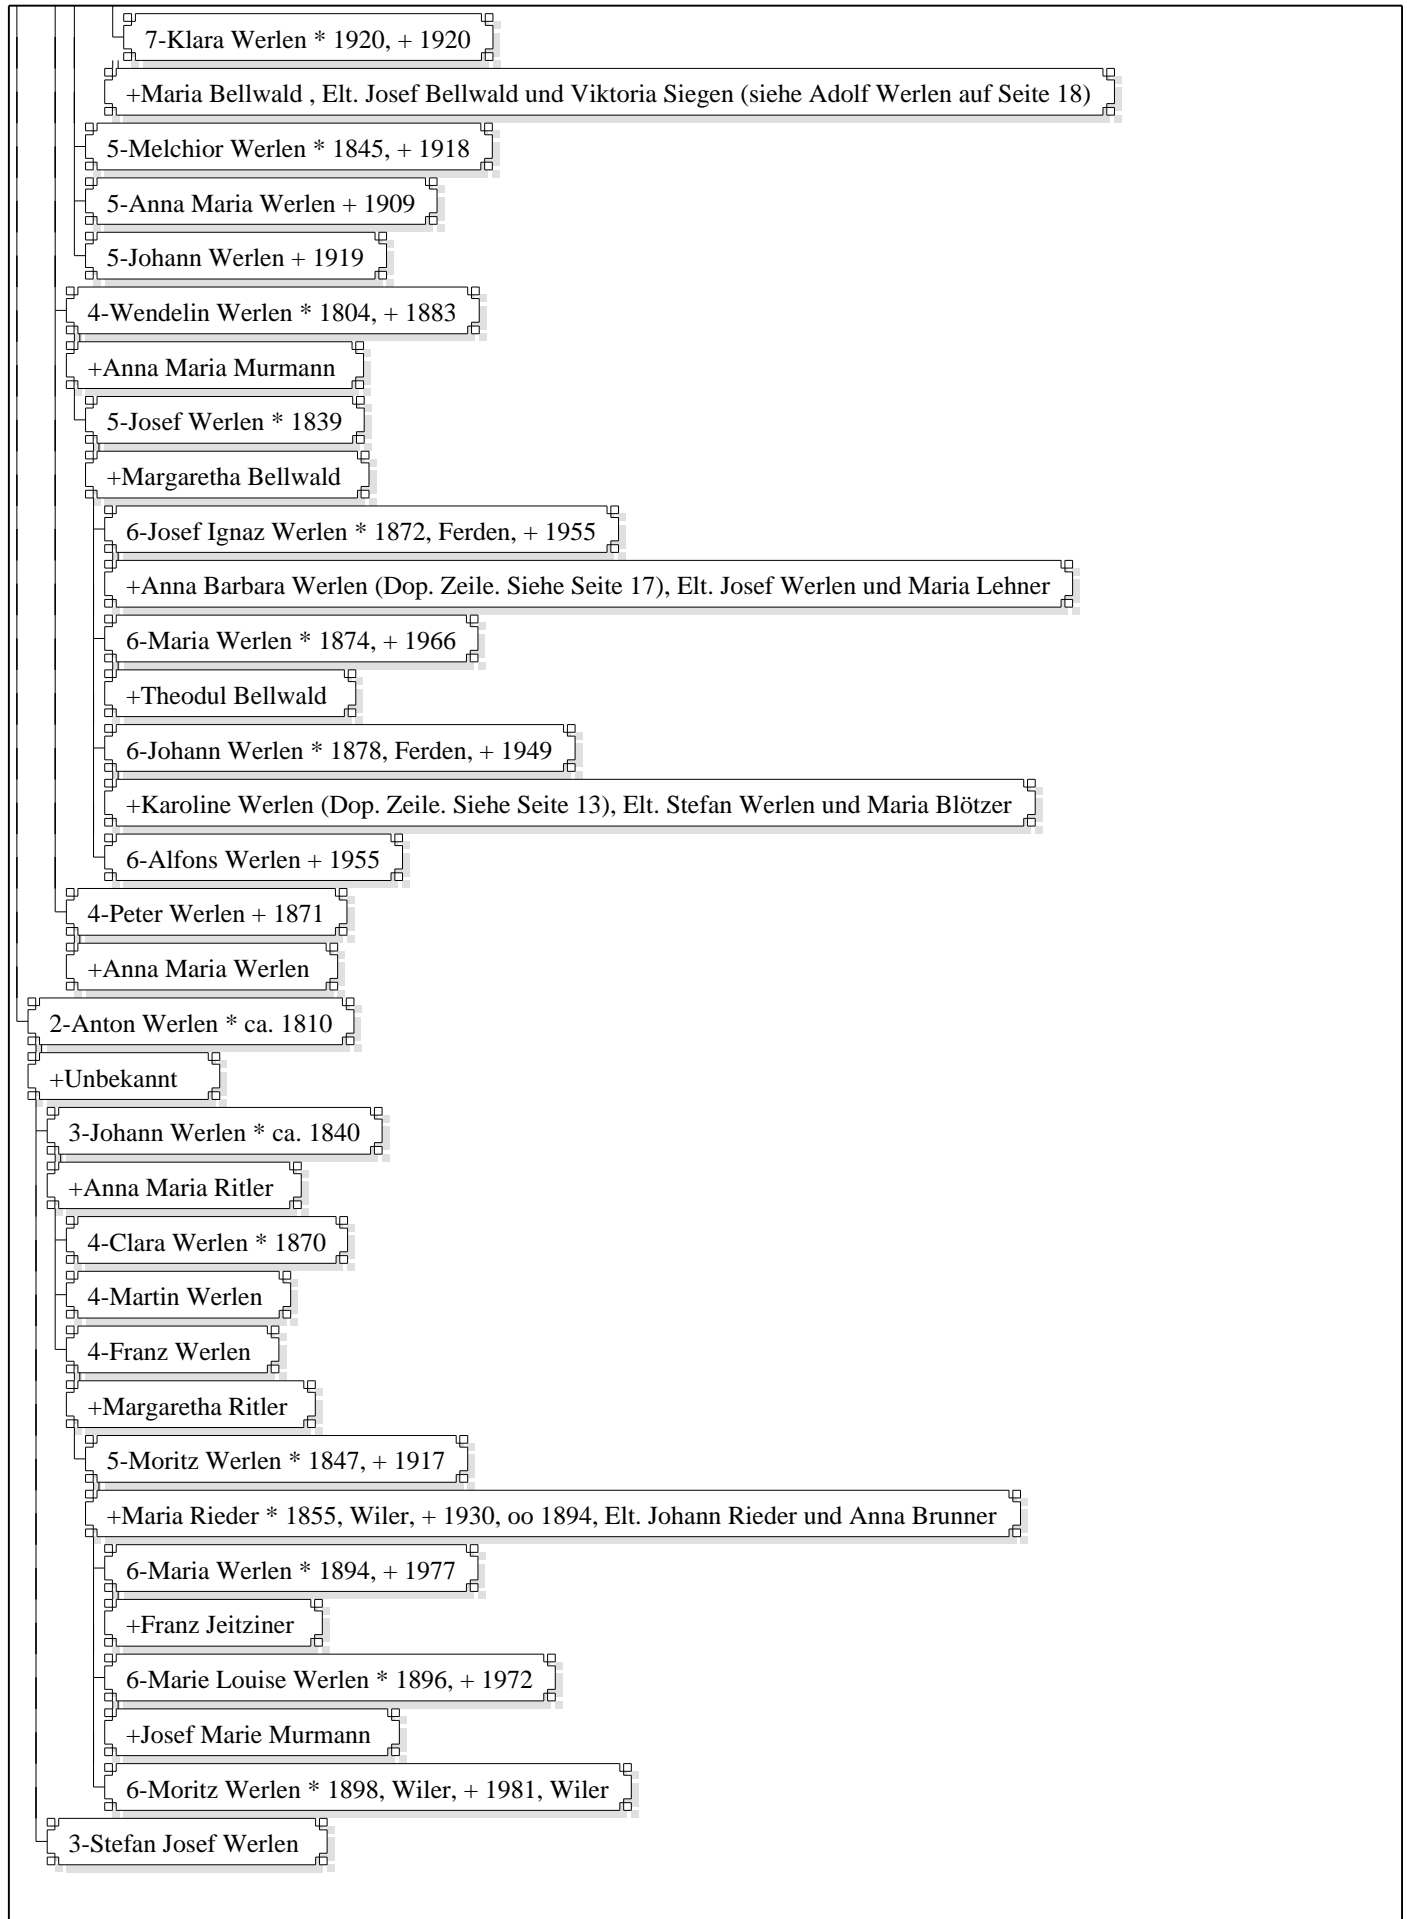 7-Klara Werlen * 1920, + 1920
+Maria Bellwald , Elt. Josef Bellwald und Viktoria Siegen (siehe Adolf Werlen auf Seite 18)
5-Melchior Werlen * 1845, + 1918
5-Anna Maria Werlen + 1909
5-Johann Werlen + 1919
4-Wendelin Werlen * 1804, + 1883
+Anna Maria Murmann
5-Josef Werlen * 1839
+Margaretha Bellwald
6-Josef Ignaz Werlen * 1872, Ferden, + 1955
+Anna Barbara Werlen (Dop. Zeile. Siehe Seite 17), Elt. Josef Werlen und Maria Lehner
6-Maria Werlen * 1874, + 1966
+Theodul Bellwald
6-Johann Werlen * 1878, Ferden, + 1949
+Karoline Werlen (Dop. Zeile. Siehe Seite 13), Elt. Stefan Werlen und Maria Blötzer
6-Alfons Werlen + 1955
4-Peter Werlen + 1871
+Anna Maria Werlen
2-Anton Werlen * ca. 1810
+Unbekannt
3-Johann Werlen * ca. 1840
+Anna Maria Ritler
4-Clara Werlen * 1870
4-Martin Werlen
4-Franz Werlen
+Margaretha Ritler
5-Moritz Werlen * 1847, + 1917
+Maria Rieder * 1855, Wiler, + 1930, oo 1894, Elt. Johann Rieder und Anna Brunner
6-Maria Werlen * 1894, + 1977
+Franz Jeitziner
6-Marie Louise Werlen * 1896, + 1972
+Josef Marie Murmann
6-Moritz Werlen * 1898, Wiler, + 1981, Wiler
3-Stefan Josef Werlen